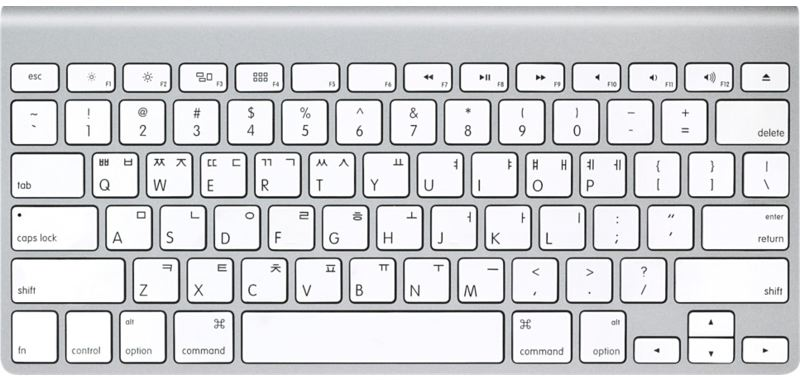 esc F1 F2 F3 F4 F5 F6 F7 F8 F9 F10 F11 F12
~ ! @ # $ % ^ & * ( ) - +
` 1 2 3 4 5 6 7 8 9 0 - = delete
ㅃ ㅂ ㅉ ㅈ ㄸ ㄷ ㄲ ㄱ ㅆ ㅅ ㅛ ㅕ ㅑ ㅒ ㅐ ㅖ ㅔ { } |
tab Q W E R T Y U I O P [ ] \
ㅁ ㄴ ㅇ ㄹ ㅎ ㅗ ㅓ ㅏ ㅣ : " enter
caps lock A S D F G H J K L ; ' return
ㅋ ㅌ ㅊ ㅍ ㅠ ㅜ ㅡ < > ?
shift Z X C V B N M , . / shift
alt ⌘ ⌘ alt
fn control option command command option